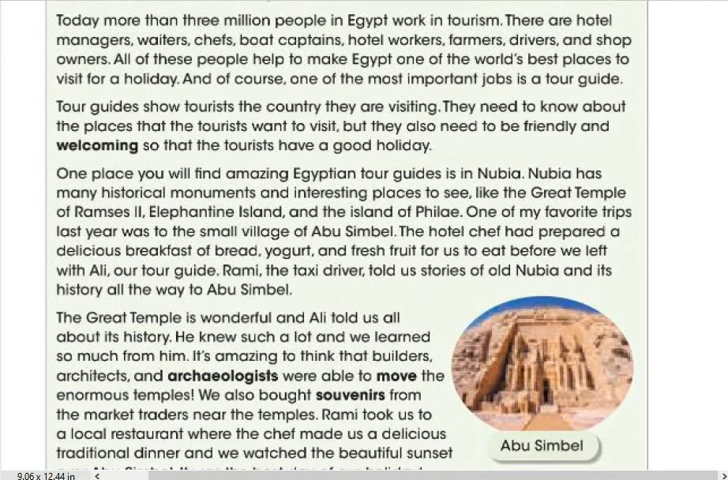 Today more than three million people in Egypt work in tourism. There are hotel
managers, waiters, chefs, boat captains, hotel workers, farmers, drivers, and shop
owners. All of these people help to make Egypt one of the world's best places to
visit for a holiday. And of course, one of the most important jobs is a tour guide.
Tour guides show tourists the country they are visiting. They need to know about
the places that the tourists want to visit, but they also need to be friendly and
welcoming so that the tourists have a good holiday.
One place you will find amazing Egyptian tour guides is in Nubia. Nubia has
many historical monuments and interesting places to see, like the Great Temple
of Ramses II, Elephantine Island, and the island of Philae. One of my favorite trips
last year was to the small village of Abu Simbel. The hotel chef had prepared a
delicious breakfast of bread, yogurt, and fresh fruit for us to eat before we left
with Ali, our tour guide. Rami, the taxi driver, told us stories of old Nubia and its
history all the way to Abu Simbel.
The Great Temple is wonderful and Ali told us all
about its history. He knew such a lot and we learned
so much from him. It's amazing to think that builders,
architects, and archaeologists were able to move the
enormous temples! We also bought souvenirs from
the market traders near the temples. Rami took us to
a local restaurant where the chef made us a delicious
traditional dinner and we watched the beautiful sunset
Abu Simbel
9.06 x 12.44 in